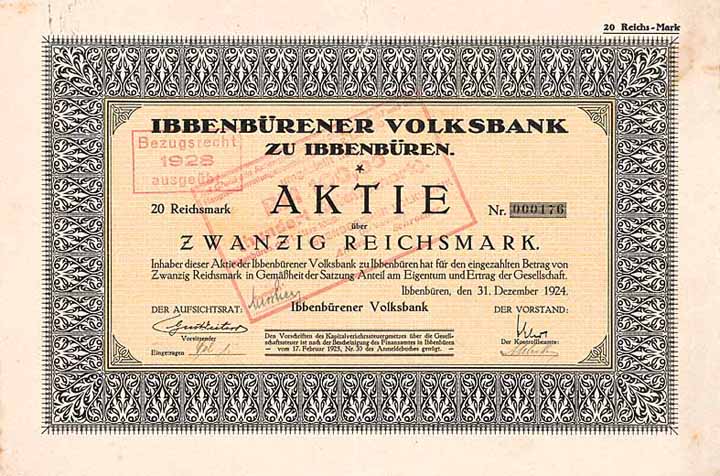 20 Reichs-Mark
IBBENBÜRENER VOLKSBANK
ZU IBBENBÜREN.
Bezugsrecht
1928
ausgeübt
AKTIE
20 Reichsmark
Nr. 000176
über
ZWANZIG REICHSMARK.
Inhaber dieser Aktie der Ibbenbürener Volksbank zu Ibbenbüren hat für den eingezahlten Betrag von
Zwanzig Reichsmark in Gemäßheit der Satzung Anteil am Eigentum und Ertrag der Gesellschaft.
Ibbenbüren, den 31. Dezember 1924.
DER AUFSICHTSRAT:
Ibbenbürener Volksbank
DER VORSTAND:
Vorsitzender
Den Vorschriften des Kapitalverkehrsteuergesetzes über die Gesell-
schaftssteuer ist nach der Bescheinigung des Finanzamtes in Ibbenbüren
vom 17. Februar 1925, Nr. 30 des Anmeldebuches genügt.
Der Kontrollbeamte:
Eingetragen